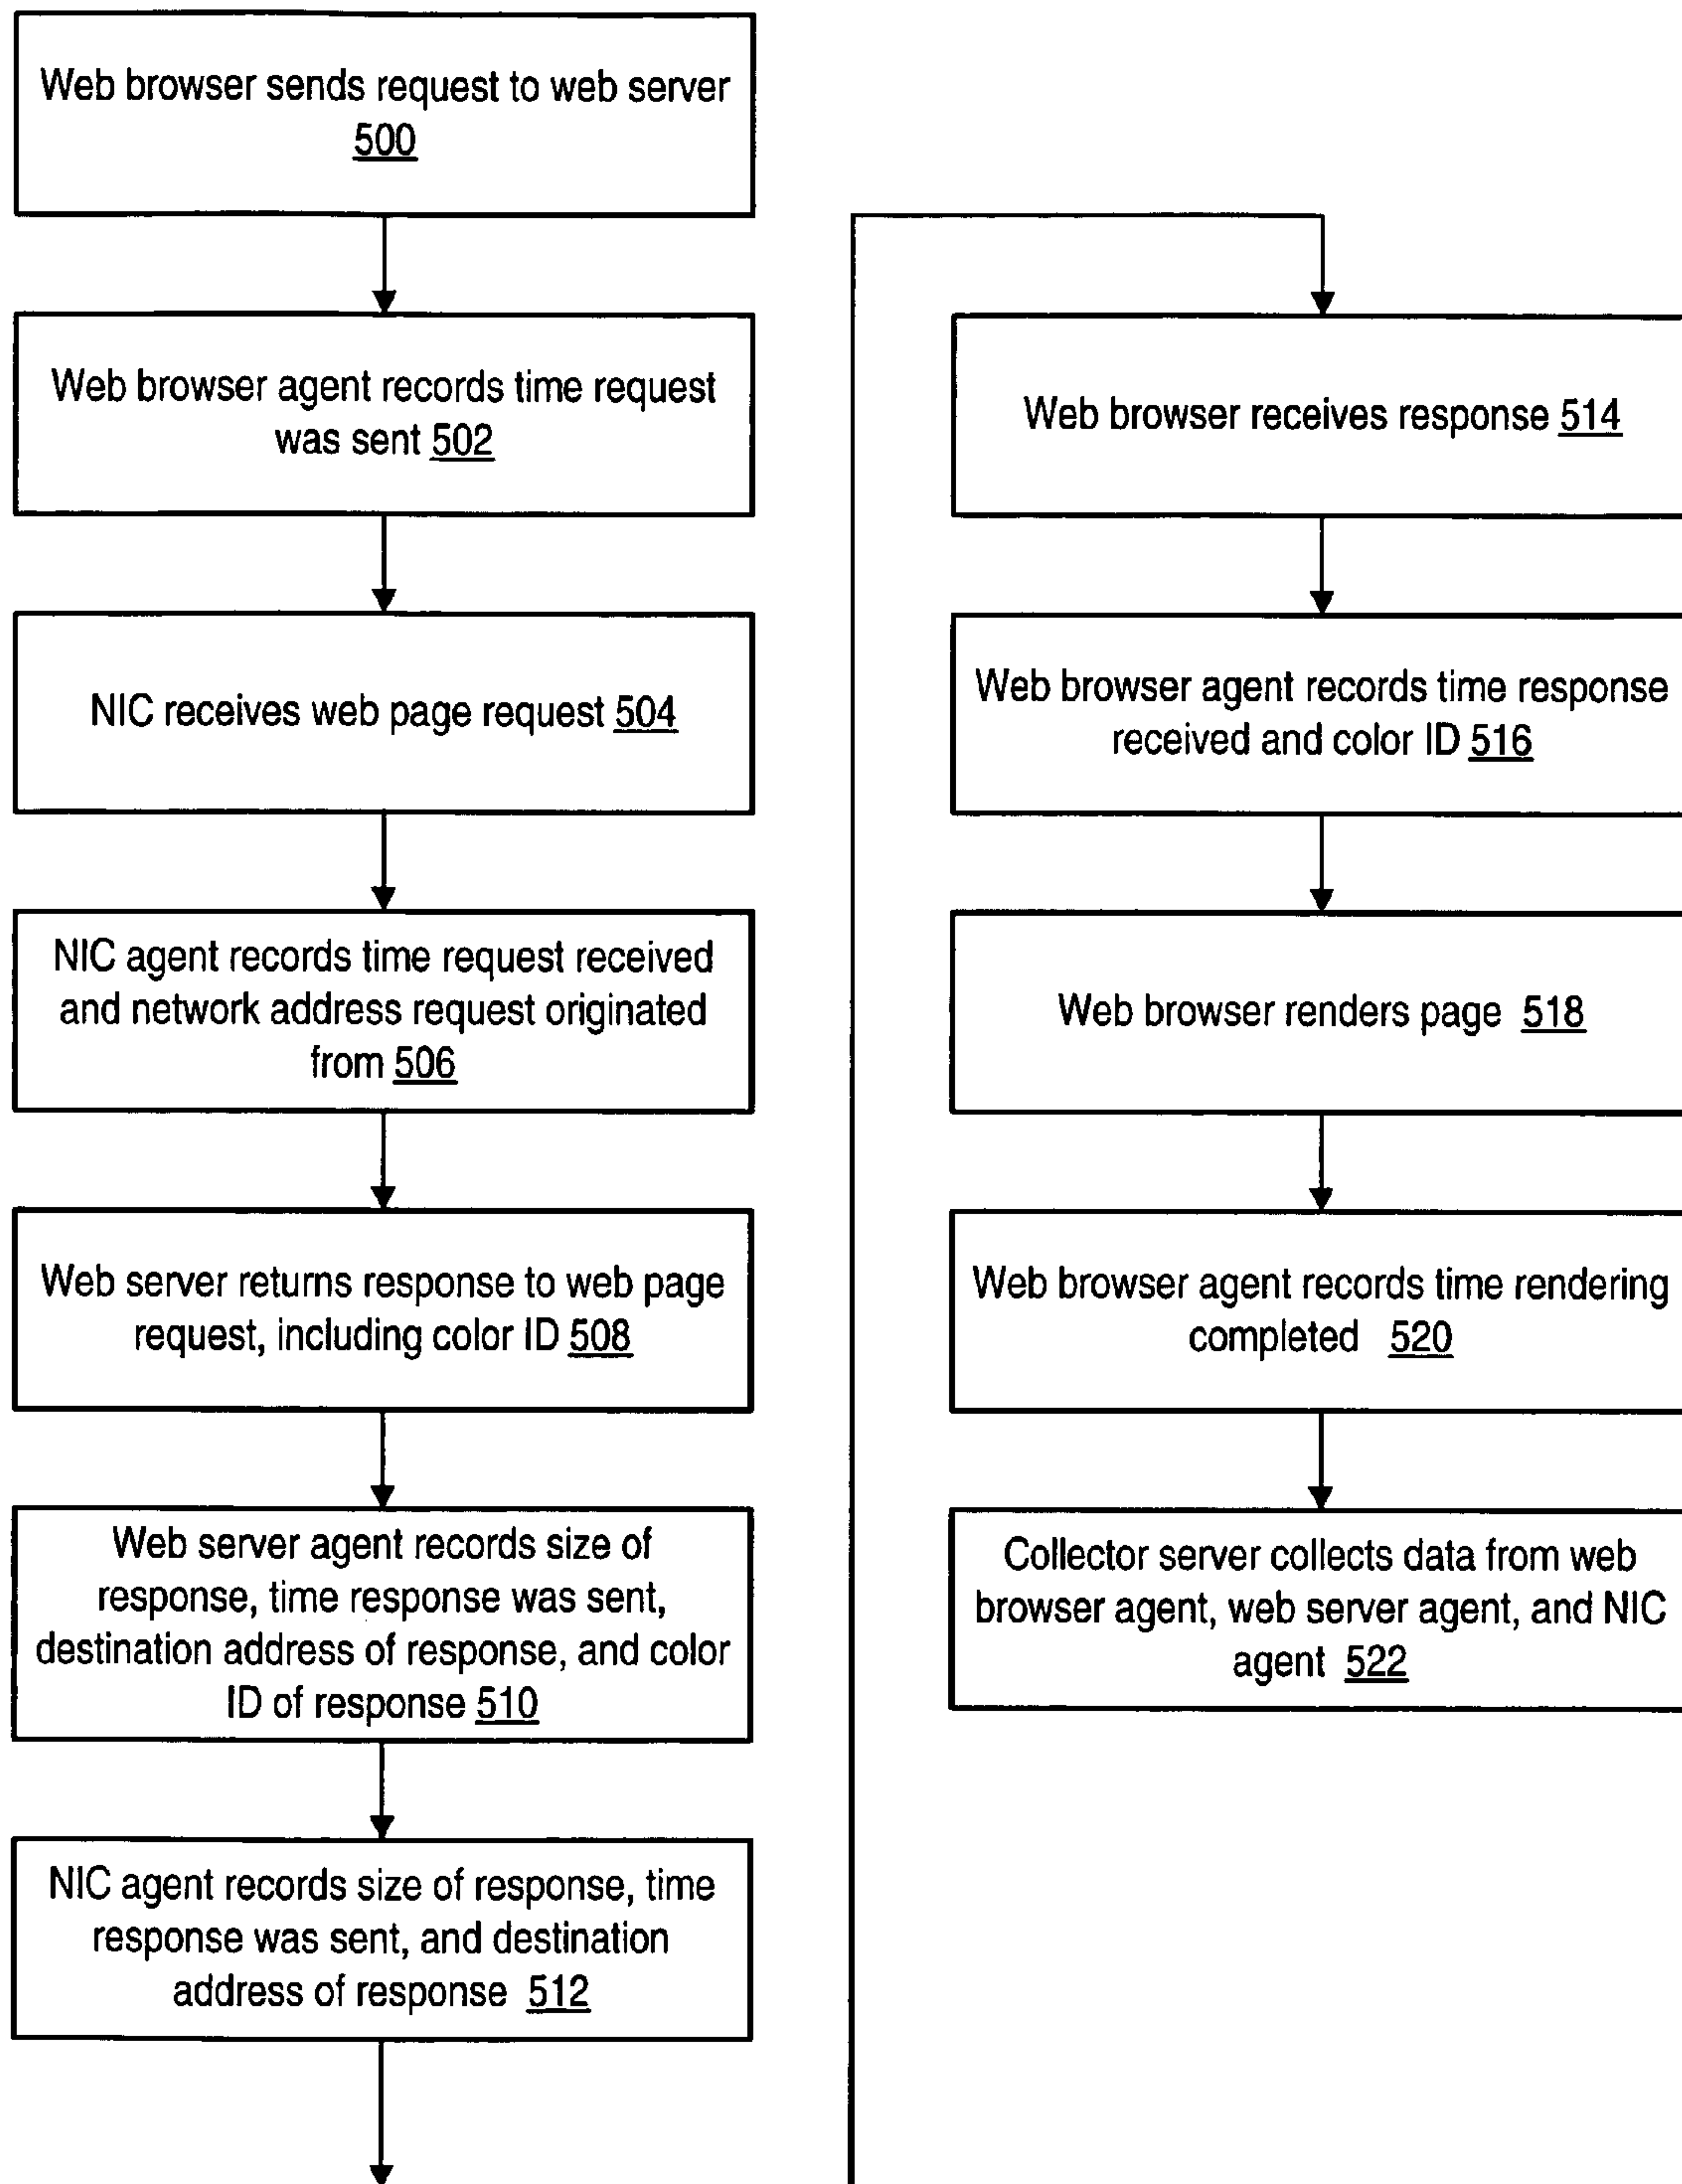 Web browser sends request to web server
500
Web browser agent records time request
was sent 502
NIC receives web page request 504
NIC agent records time request received
and network address request originated
from 506
Web server returns response to web page
request, including color ID 508
Web server agent records size of
response, time response was sent,
destination address of response, and color
ID of response 510
NIC agent records size of response, time
response was sent, and destination
address of response 512
Web browser receives response 514
Web browser agent records time response
received and color ID 516
Web browser renders page 518
Web browser agent records time rendering
completed 520
Collector server collects data from web
browser agent, web server agent, and NIC
agent 522